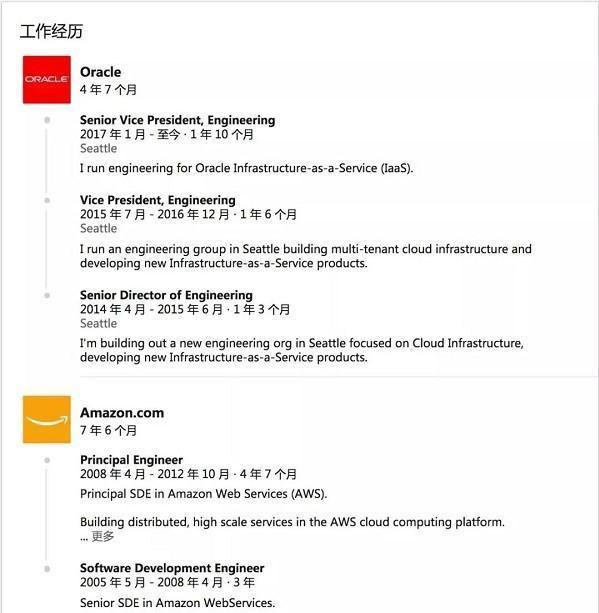 工作经历
ORACLE
Oracle
4 年 7 个月
Senior Vice President, Engineering
2017 年 1 月 - 至今 · 1 年 10 个月
Seattle
I run engineering for Oracle Infrastructure-as-a-Service (IaaS).
Vice President, Engineering
2015 年 7 月 - 2016 年 12 月 · 1 年 6 个月
Seattle
I run an engineering group in Seattle building multi-tenant cloud infrastructure and
developing new Infrastructure-as-a-Service products.
Senior Director of Engineering
2014 年 4 月 - 2015 年 6 月 · 1 年 3 个月
Seattle
I'm building out a new engineering org in Seattle focused on Cloud Infrastructure,
developing new Infrastructure-as-a-Service products.
Amazon.com
7 年 6 个月
Principal Engineer
2008 年 4 月 - 2012 年 10 月 · 4 年 7 个月
Principal SDE in Amazon Web Services (AWS).
Building distributed, high scale services in the AWS cloud computing platform.
... 更多
Software Development Engineer
2005 年 5 月 - 2008 年 4 月 · 3 年
Senior SDE in Amazon WebServices.